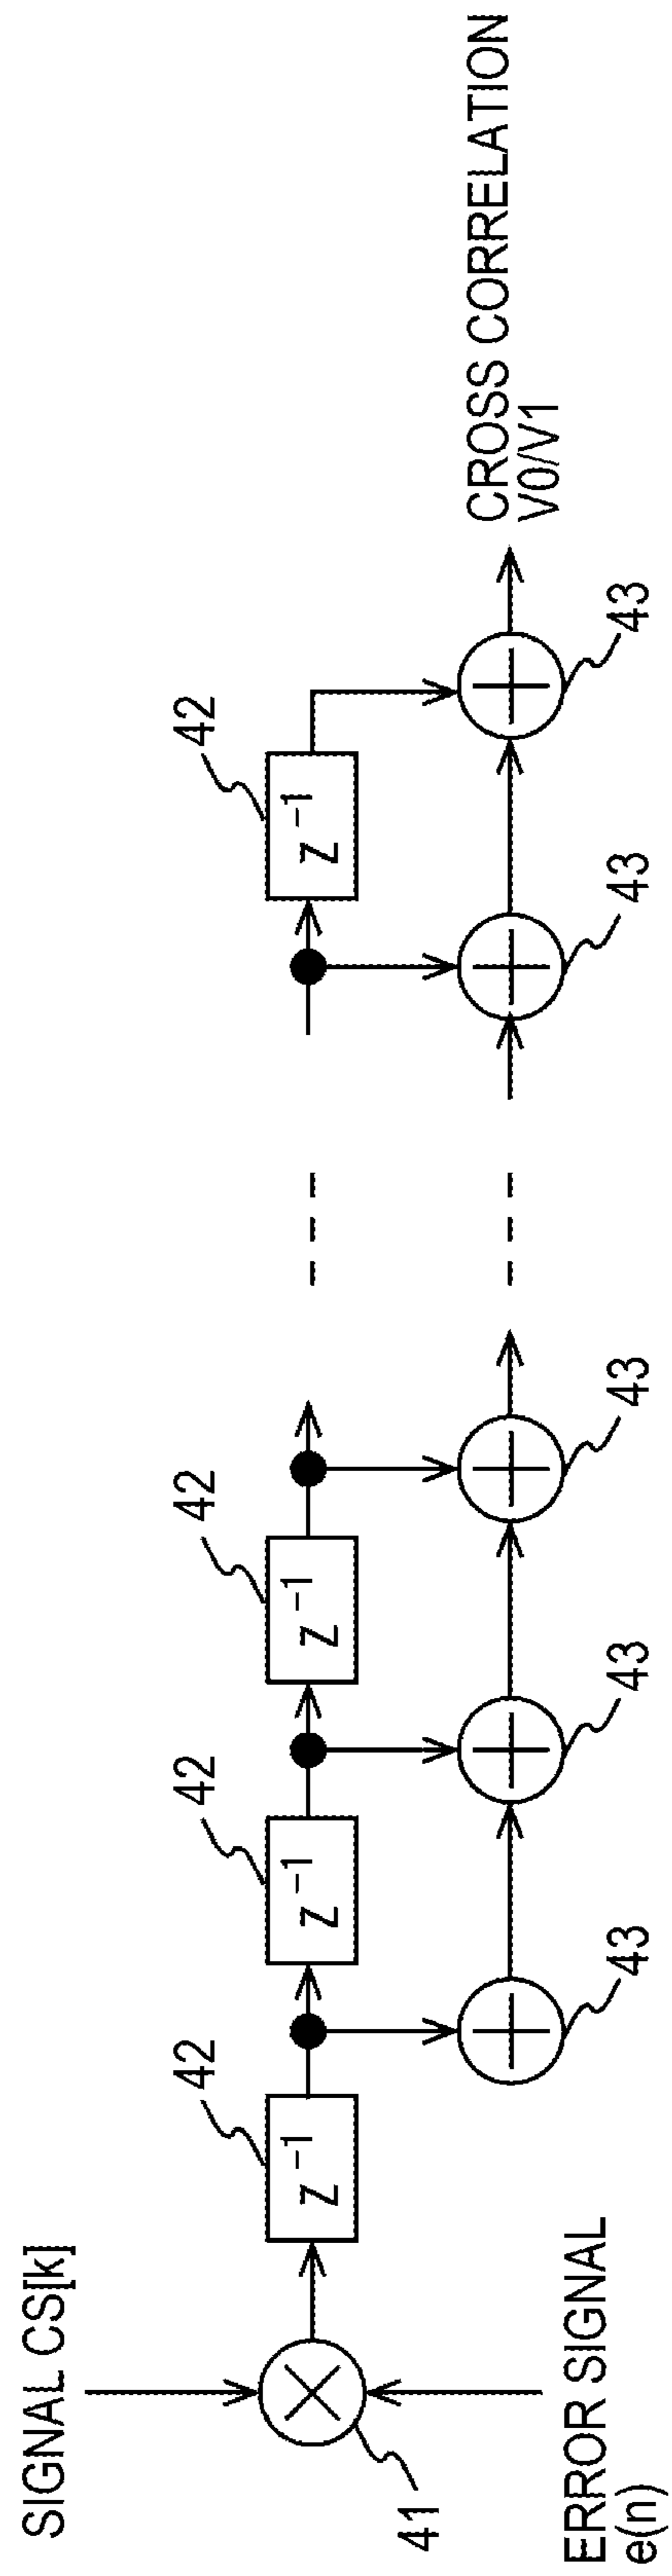 SIGNAL CS[k]
41
ERROR SIGNAL
e(n)
42
z⁻¹
42
z⁻¹
42
z⁻¹
42
z⁻¹
43
43
43
43
43
CROSS CORRELATION
V0/V1